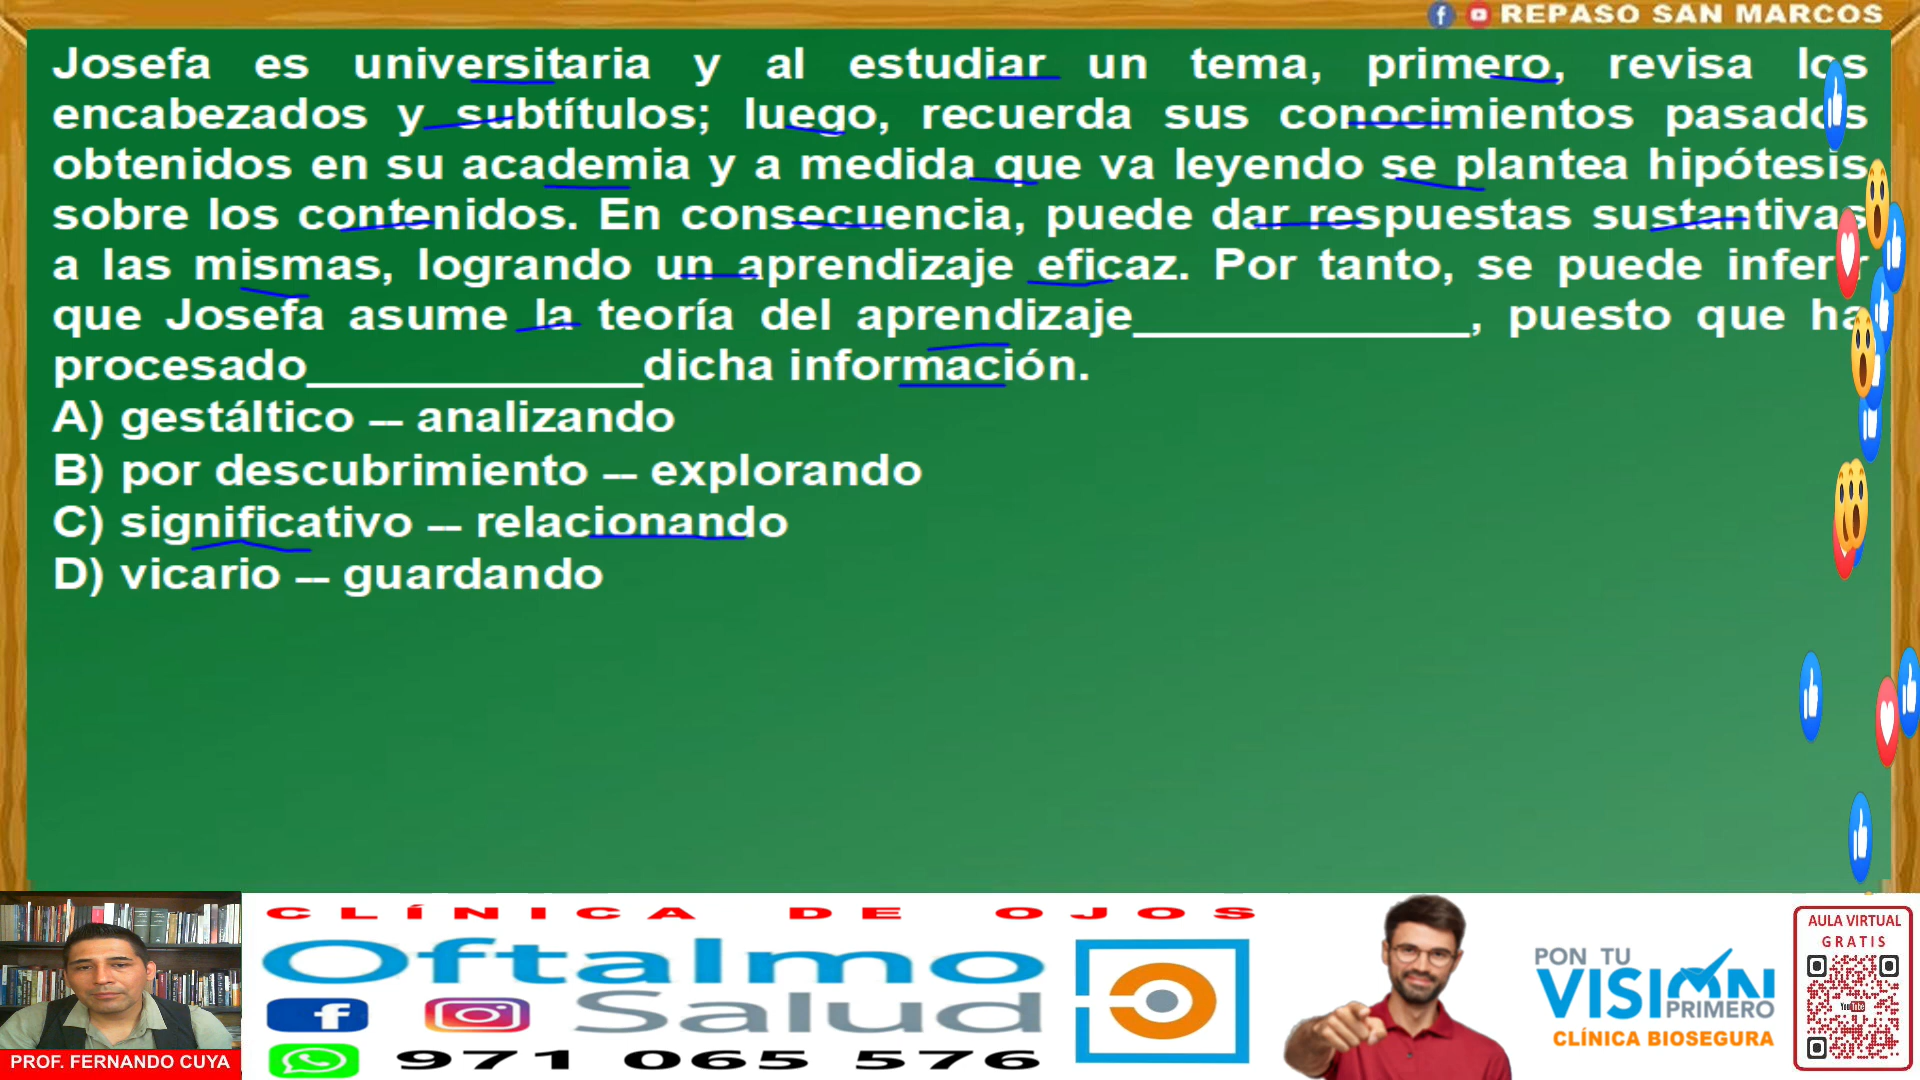 REPASO SAN MARCOS
Josefa es universitaria y al estudiar un tema, primero, revisa los
encabezados y subtítulos; luego, recuerda sus conocimientos pasados
obtenidos en su academia y a medida que va leyendo se plantea hipótesis
sobre los contenidos. En consecuencia, puede dar respuestas sustantivas
a las mismas, logrando un aprendizaje eficaz. Por tanto, se puede inferir
que Josefa asume la teoría del aprendizaje______________, puesto que ha
procesado______________dicha información.
A) gestáltico -- analizando
B) por descubrimiento -- explorando
C) significativo -- relacionando
D) vicario -- guardando
PROF. FERNANDO CUYA
CLÍNICA DE OJOS
Oftalmo
Salud
971 065 576
PON TU
VISIÓN
PRIMERO
CLÍNICA BIOSEGURA
AULA VIRTUAL
GRATIS
YouTube